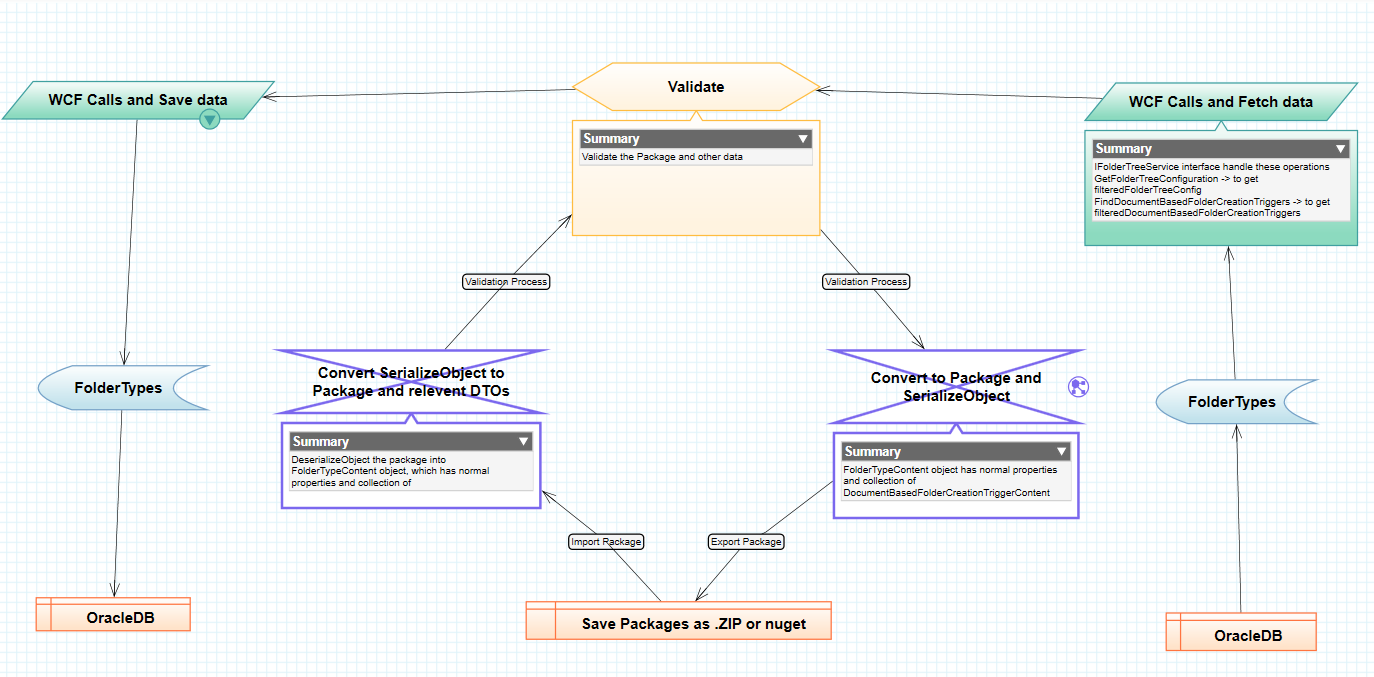 Validate
WCF Calls and Save data
WCF Calls and Fetch data
Summary
Validate the Package and other data
Summary
IFolderTreeService interface handle these operations
GetFolderTreeConfiguration -> to get
filteredFolderTreeConfig
FindDocumentBasedFolderCreationTriggers -> to get
filteredDocumentBasedFolderCreationTriggers
Validation Process
Validation Process
Convert SerializeObject to
Package and relevent DTOs
Convert to Package and
SerializeObject
FolderTypes
FolderTypes
Summary
DeserializeObject the package into
FolderTypeContent object, which has normal
properties and collection of
Summary
FolderTypeContent object has normal properties
and collection of
DocumentBasedFolderCreationTriggerContent
Import Rackage
Export Package
OracleDB
Save Packages as .ZIP or nuget
OracleDB